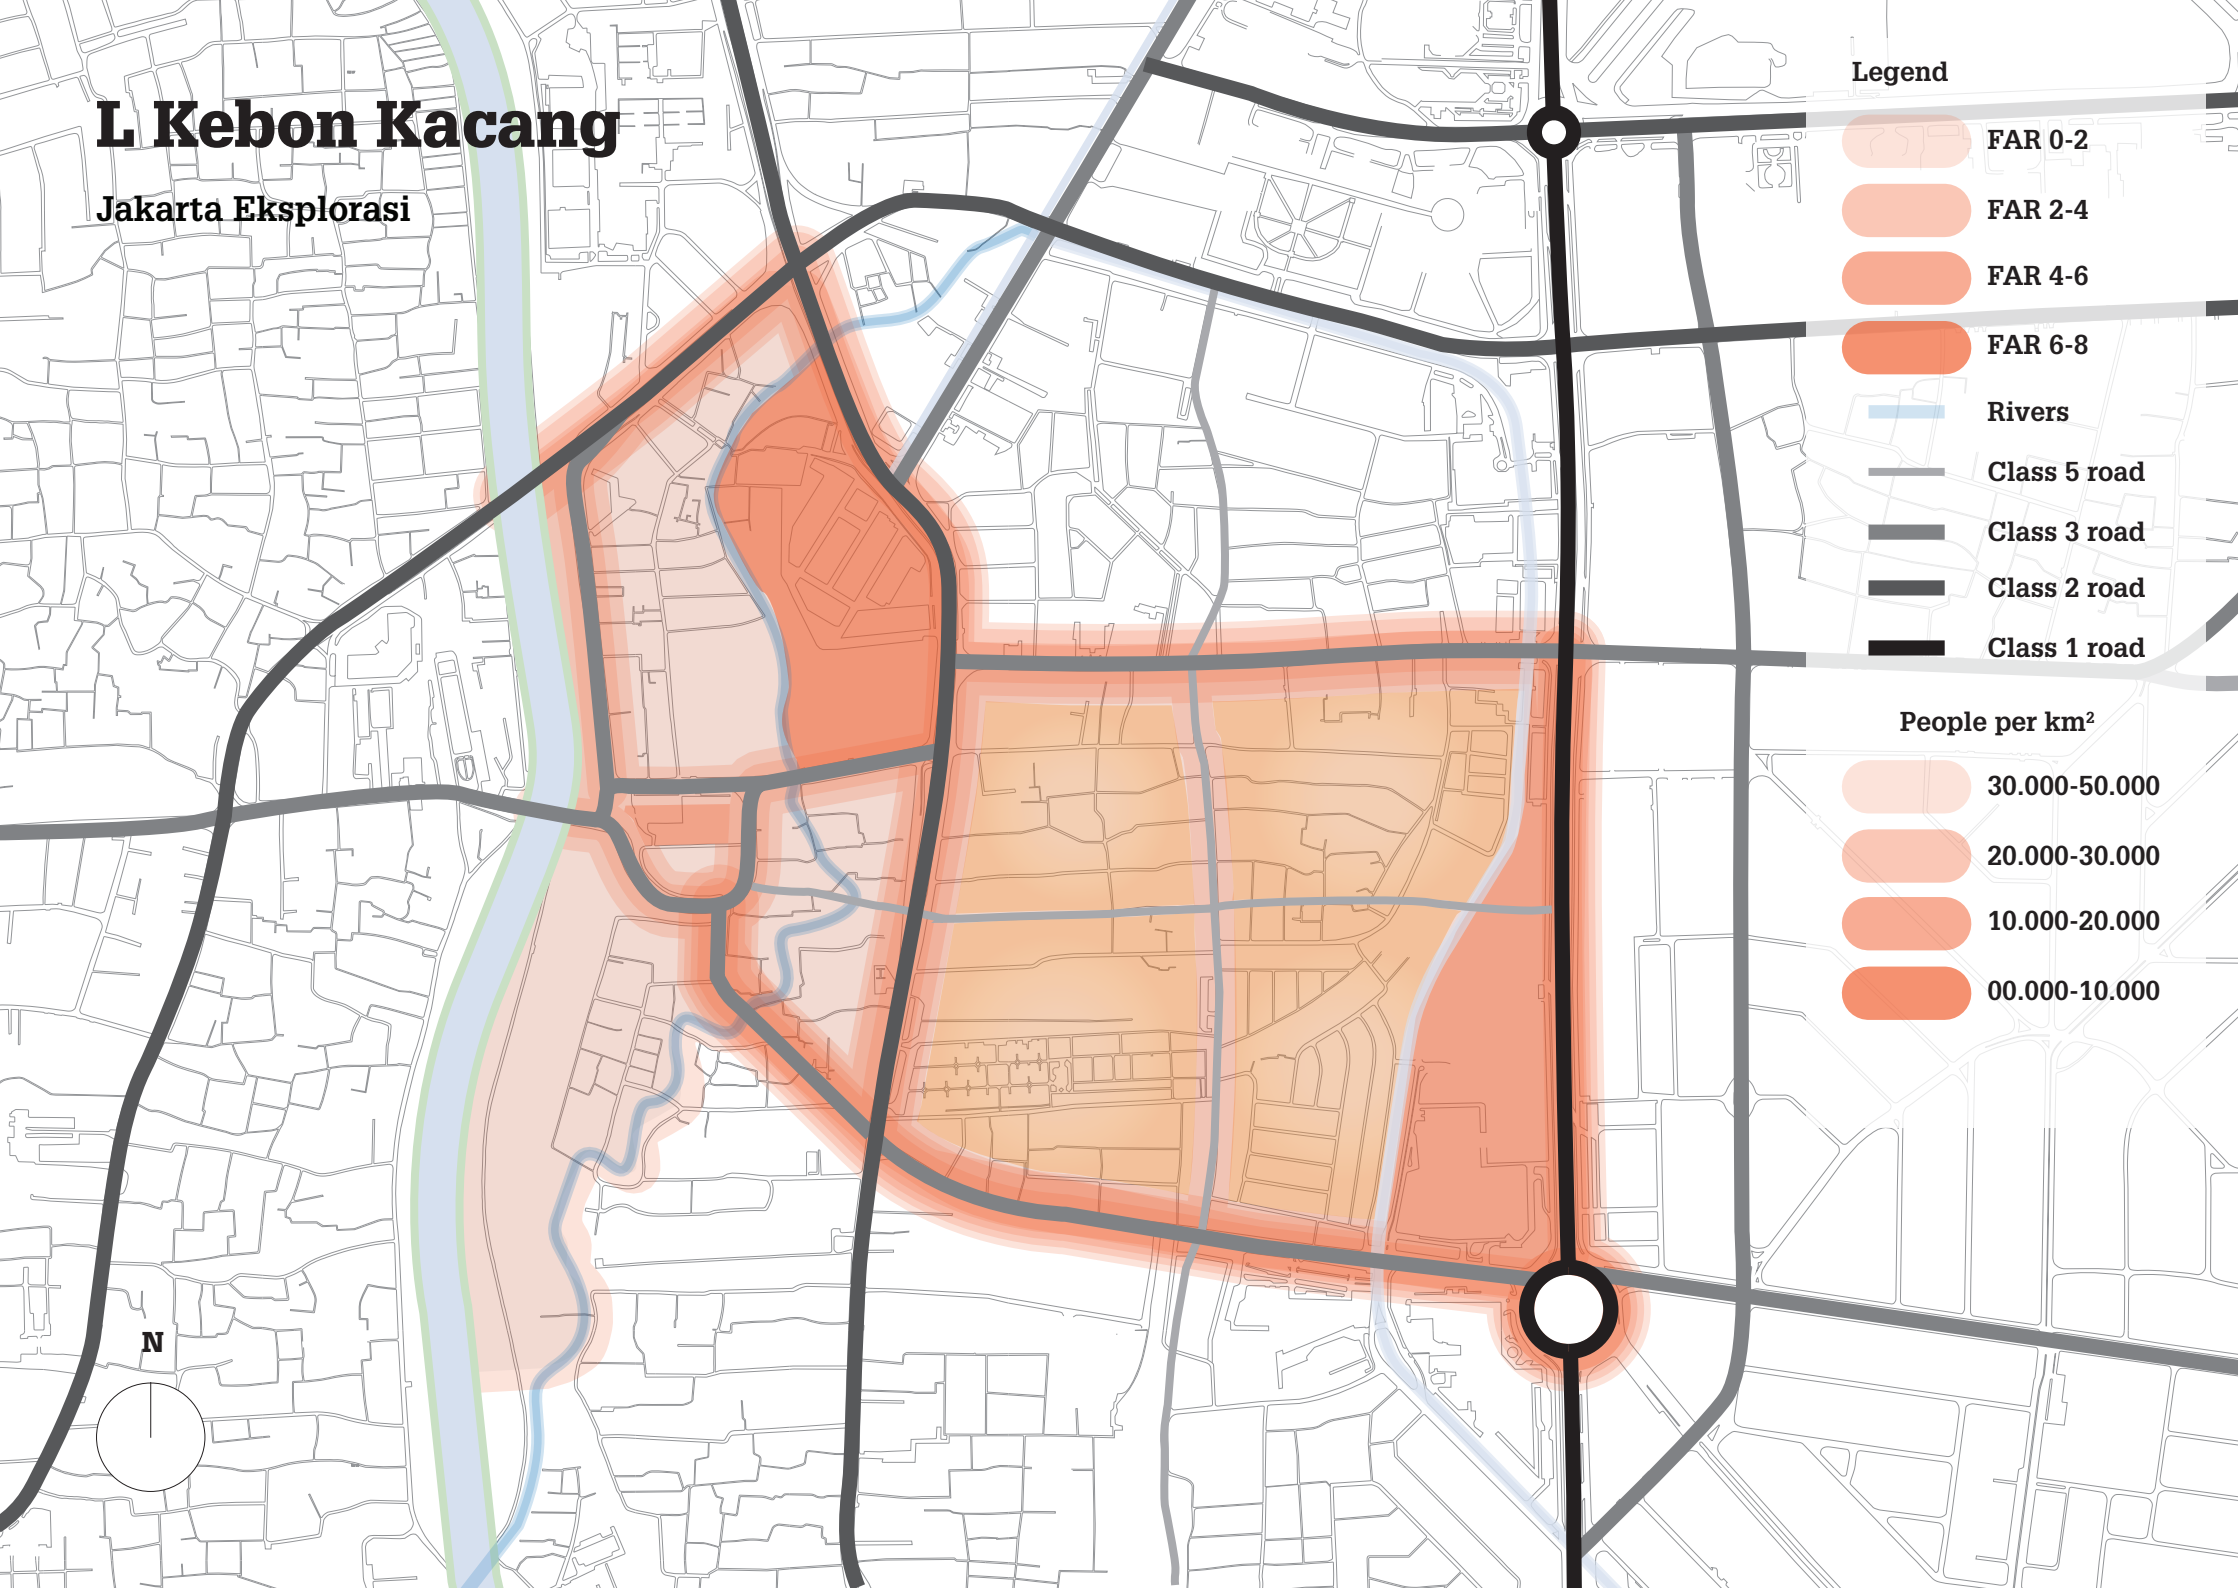 L Kebon Kacang
Jakarta Eksplorasi
N
Legend
FAR 0-2
FAR 2-4
FAR 4-6
FAR 6-8
Rivers
Class 5 road
Class 3 road
Class 2 road
Class 1 road
People per km²
30.000-50.000
20.000-30.000
10.000-20.000
00.000-10.000